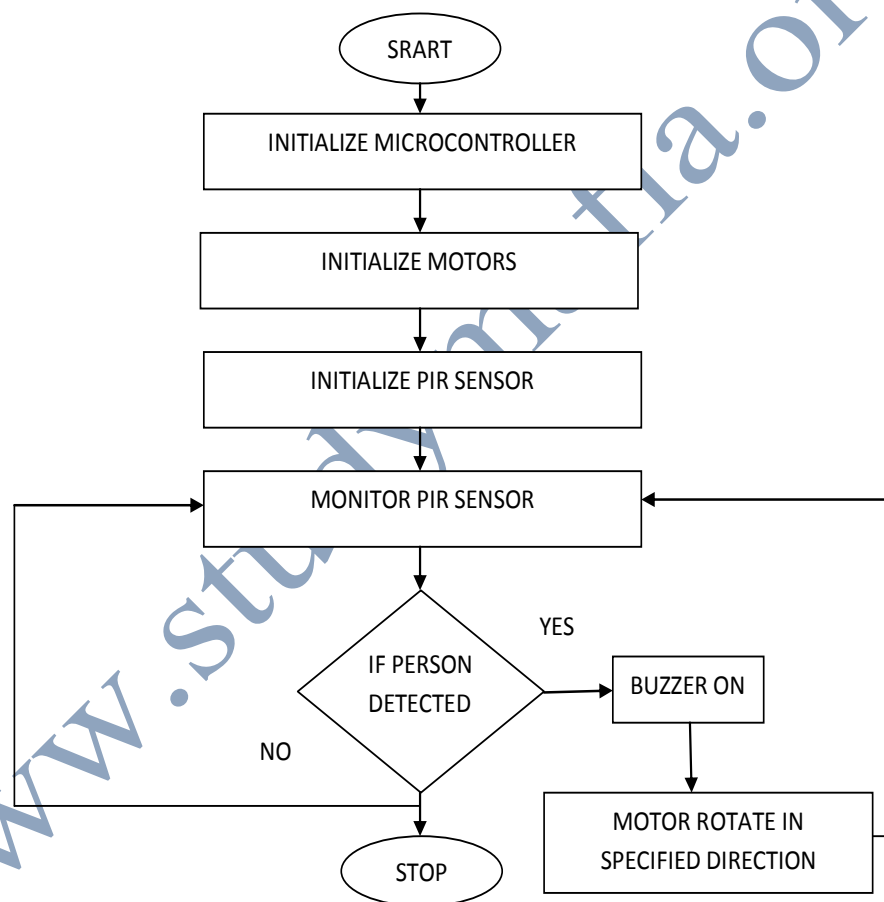 SRART
INITIALIZE MICROCONTROLLER
INITIALIZE MOTORS
INITIALIZE PIR SENSOR
MONITOR PIR SENSOR
YES
IF PERSON
DETECTED
BUZZER ON
NO
MOTOR ROTATE IN
SPECIFIED DIRECTION
STOP